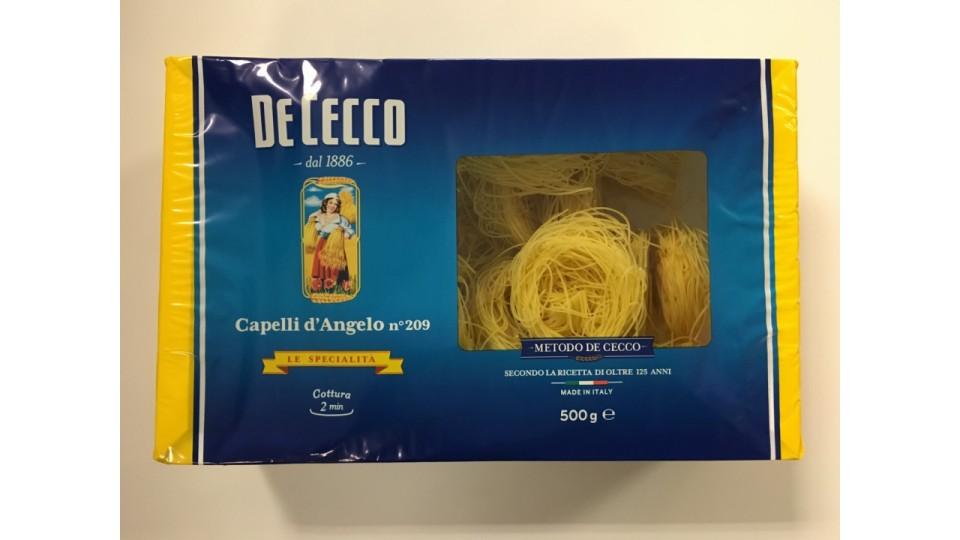 DE CECCO
dal 1886
Capelli d'Angelo n°209
LE SPECIALITÀ
Cottura
2 min
METODO DE CECCO
SECONDO LA RICETTA DI OLTRE 125 ANNI
MADE IN ITALY
500 g ℮